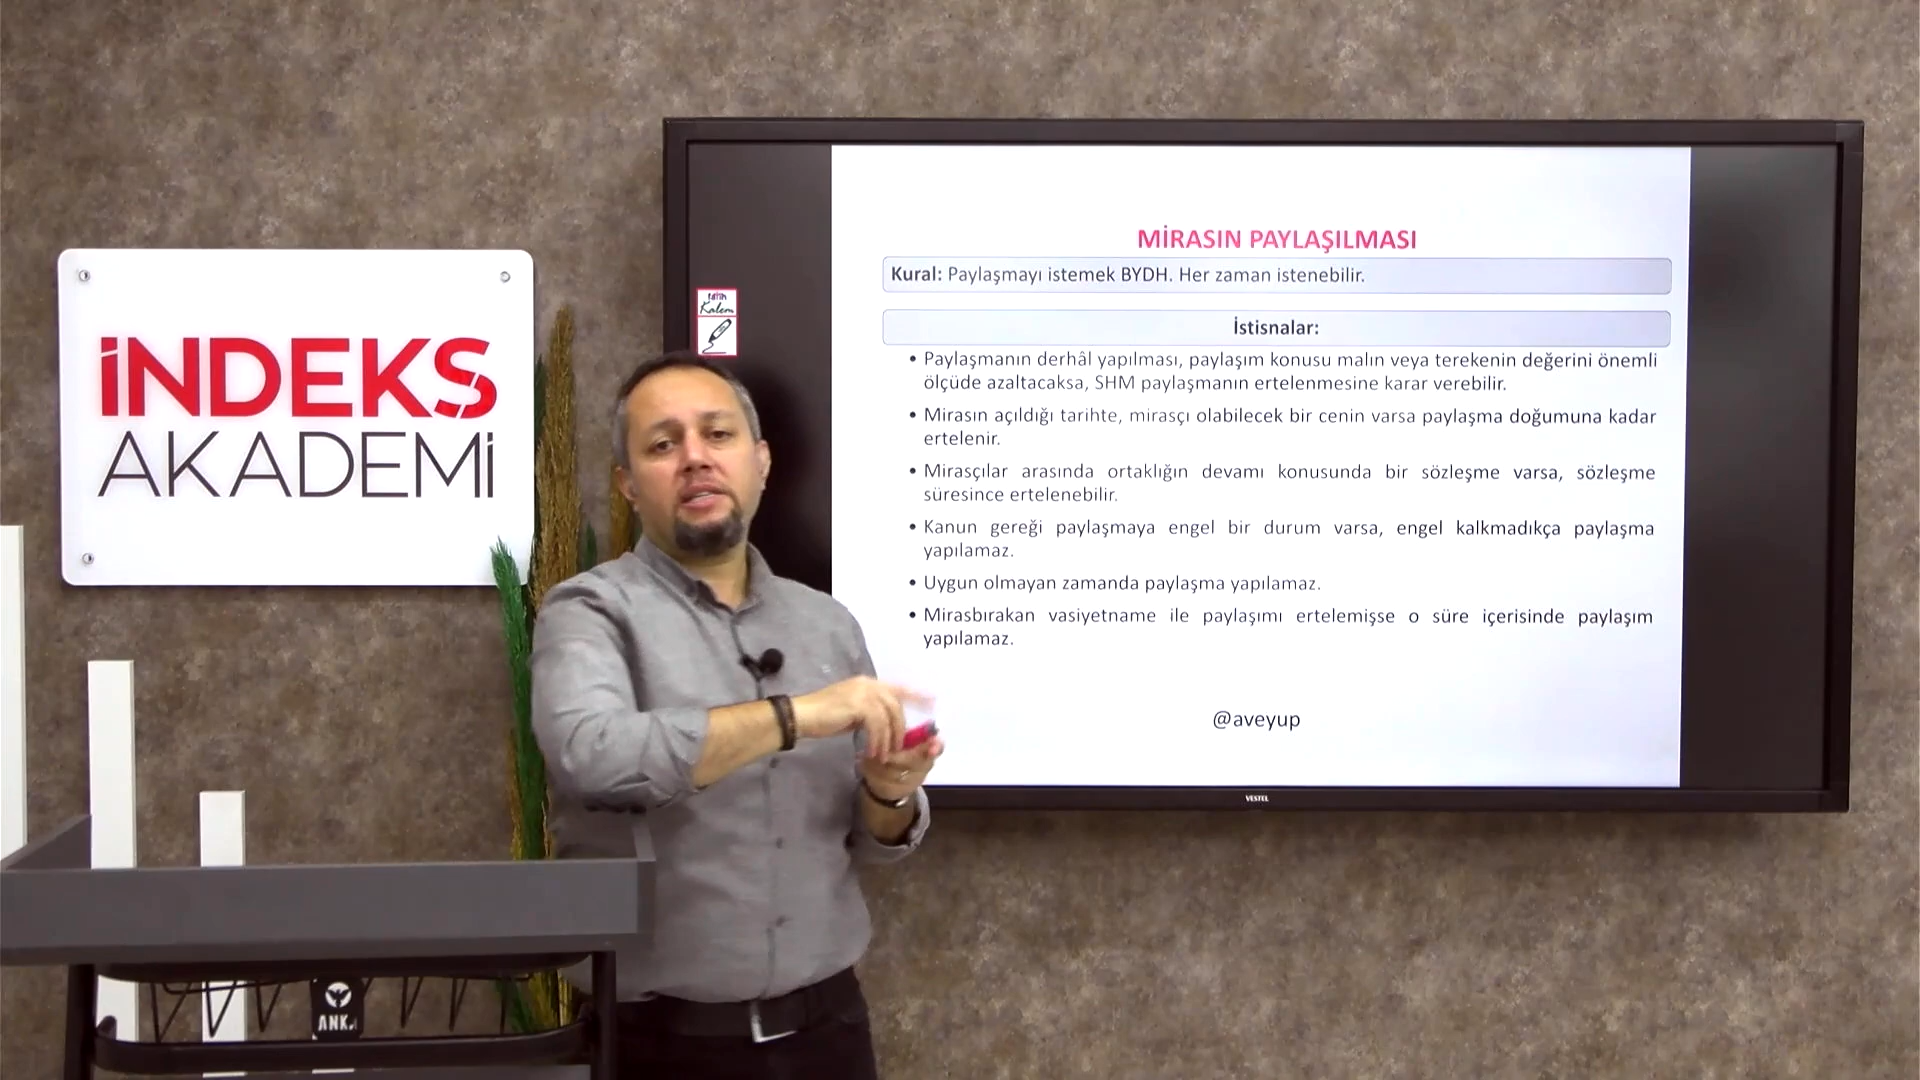 İNDEKS
AKADEMİ
fatih
Kalem
MİRASIN PAYLAŞILMASI
Kural: Paylaşmayı istemek BYDH. Her zaman istenebilir.
İstisnalar:
• Paylaşmanın derhâl yapılması, paylaşım konusu malın veya terekenin değerini önemli
ölçüde azaltacaksa, SHM paylaşmanın ertelenmesine karar verebilir.
• Mirasın açıldığı tarihte, mirasçı olabilecek bir cenin varsa paylaşma doğumuna kadar
ertelenir.
• Mirasçılar arasında ortaklığın devamı konusunda bir sözleşme varsa, sözleşme
süresince ertelenebilir.
• Kanun gereği paylaşmaya engel bir durum varsa, engel kalkmadıkça paylaşma
yapılamaz.
• Uygun olmayan zamanda paylaşma yapılamaz.
• Mirasbırakan vasiyetname ile paylaşımı ertelemişse o süre içerisinde paylaşım
yapılamaz.
@aveyup
VESTEL
ANKA